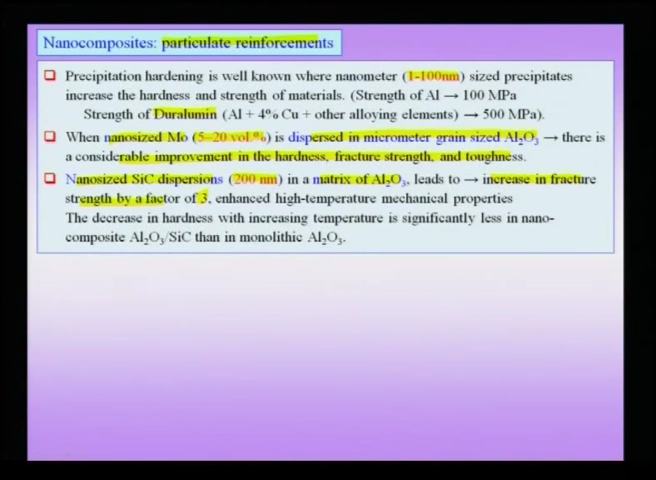 Nanocomposites: particulate reinforcements
❑ Precipitation hardening is well known where nanometer (1-100nm) sized precipitates
increase the hardness and strength of materials. (Strength of Al → 100 MPa
Strength of Duralumin (Al + 4% Cu + other alloying elements) → 500 MPa).
❑ When nanosized Mo (5–20 vol.%) is dispersed in micrometer grain sized Al₂O₃ → there is
a considerable improvement in the hardness, fracture strength, and toughness.
❑ Nanosized SiC dispersions (200 nm) in a matrix of Al₂O₃, leads to → increase in fracture
strength by a factor of 3, enhanced high-temperature mechanical properties
The decrease in hardness with increasing temperature is significantly less in nano-
composite Al₂O₃/SiC than in monolithic Al₂O₃.